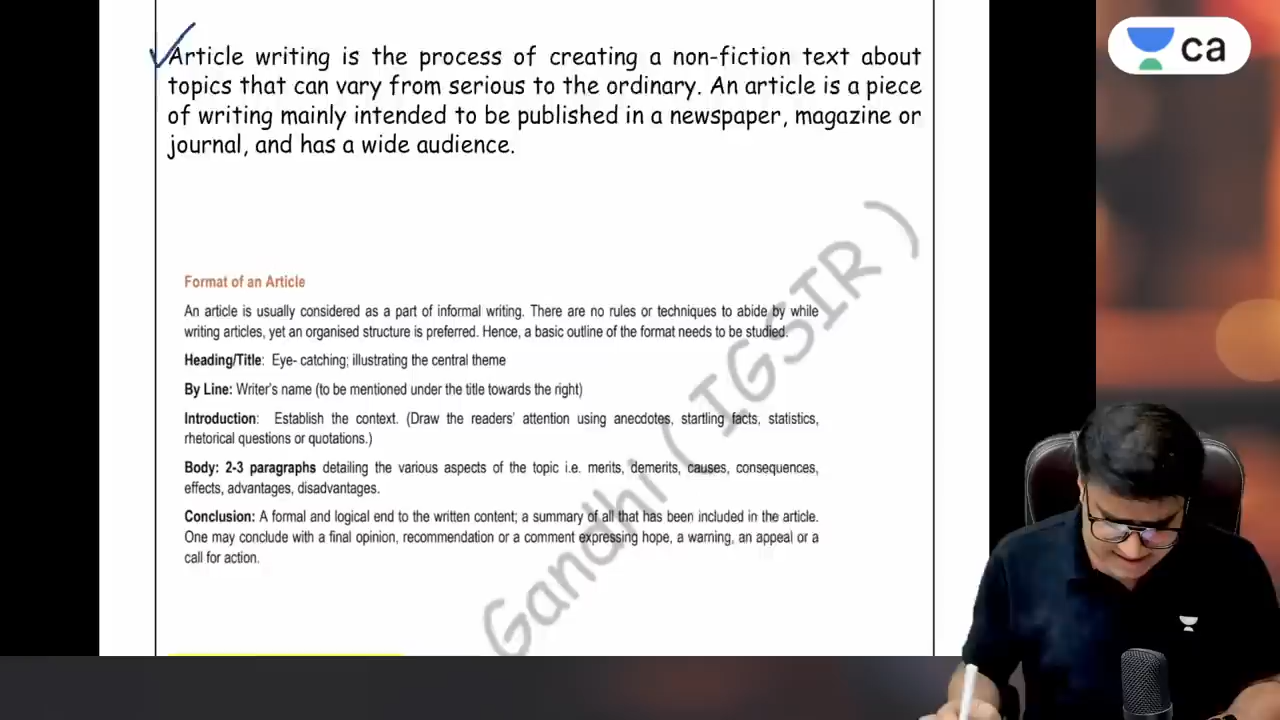 Article writing is the process of creating a non-fiction text about
topics that can vary from serious to the ordinary. An article is a piece
of writing mainly intended to be published in a newspaper, magazine or
journal, and has a wide audience.
ca
Format of an Article
An article is usually considered as a part of informal writing. There are no rules or techniques to abide by while
writing articles, yet an organised structure is preferred. Hence, a basic outline of the format needs to be studied.
Heading/Title: Eye- catching; illustrating the central theme
By Line: Writer's name (to be mentioned under the title towards the right)
Introduction: Establish the context. (Draw the readers' attention using anecdotes, startling facts, statistics,
rhetorical questions or quotations.)
Body: 2-3 paragraphs detailing the various aspects of the topic i.e. merits, demerits, causes, consequences,
effects, advantages, disadvantages.
Conclusion: A formal and logical end to the written content; a summary of all that has been included in the article.
One may conclude with a final opinion, recommendation or a comment expressing hope, a warning, an appeal or a
call for action.
Gandhi ( IGSIR )